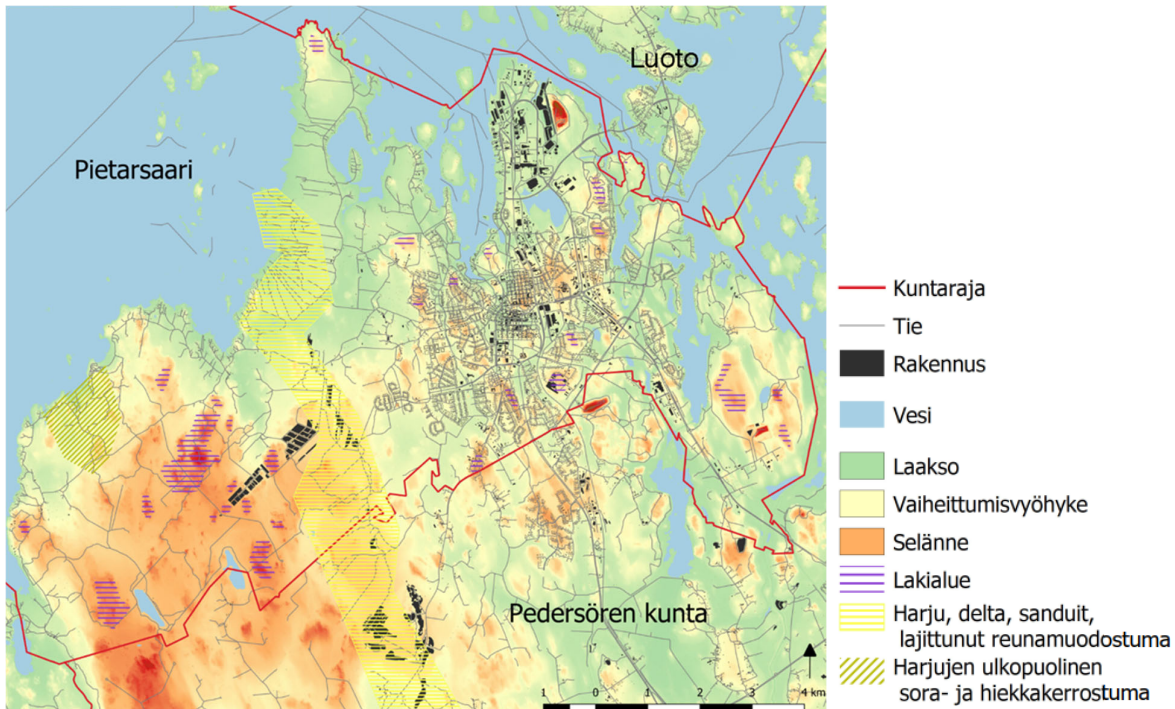 Luoto
Pietarsaari
Pedersören kunta
1 0 1 2 3 4 km
Kuntaraja
Tie
Rakennus
Vesi
Laakso
Vaiheittumisvyöhyke
Selänne
Lakialue
Harju, delta, sanduit,
lajittunut reunamuodostuma
Harjujen ulkopuolinen
sora- ja hiekkakerrostuma